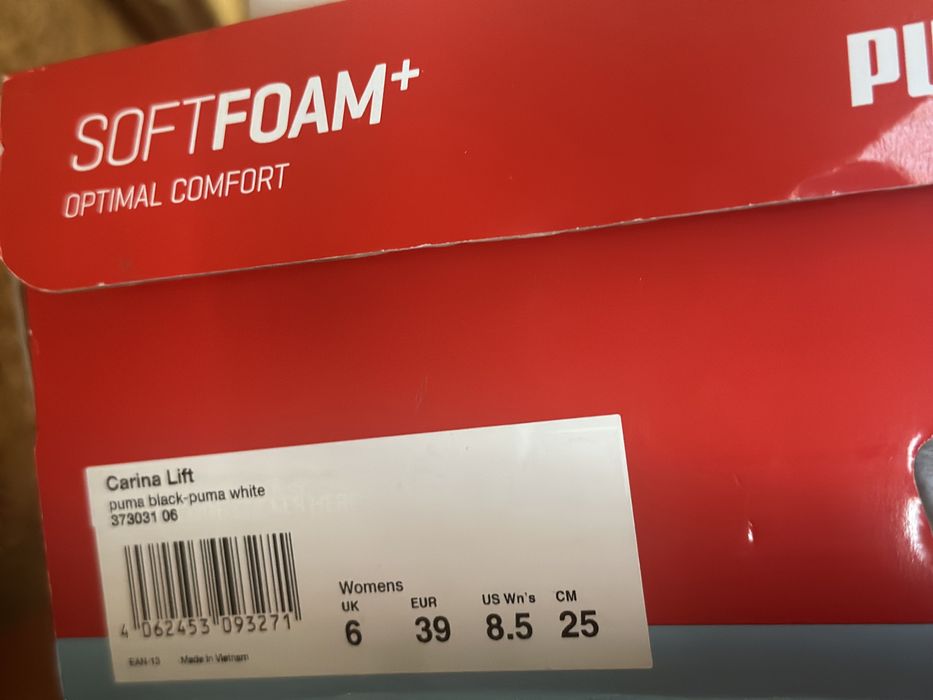 SOFTFOAM+
OPTIMAL COMFORT
PU
Carina Lift
puma black-puma white
373031 06
4 062453 093271
EAN-13 Made in Vietnam
Womens
UK EUR US Wn's CM
6 39 8.5 25